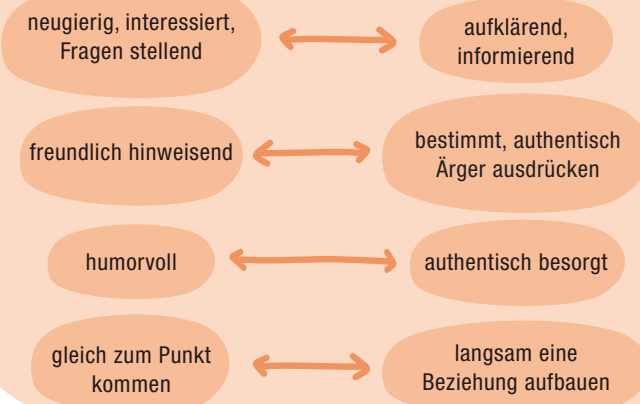 neugierig, interessiert,
Fragen stellend
aufklärend,
informierend
freundlich hinweisend
bestimmt, authentisch
Ärger ausdrücken
humorvoll
authentisch besorgt
gleich zum Punkt
kommen
langsam eine
Beziehung aufbauen